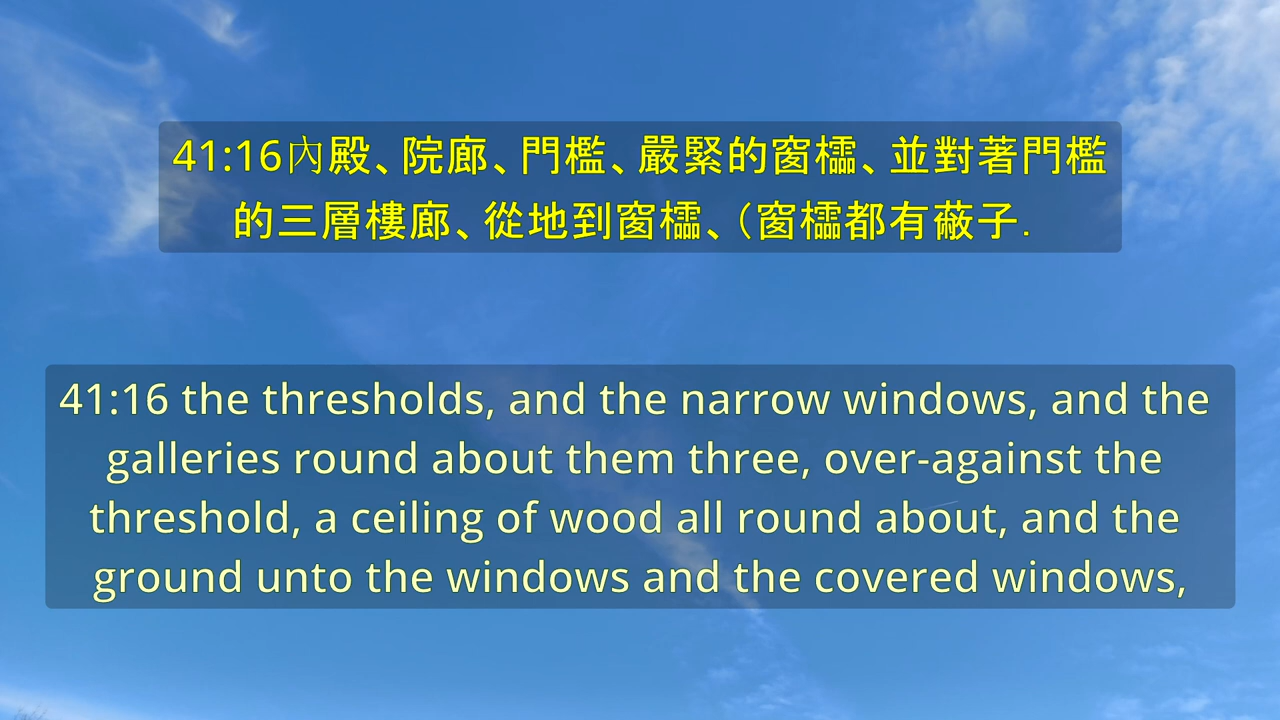 41:16內殿、院廊、門檻、嚴緊的窗櫺、並對著門檻
的三層樓廊、從地到窗櫺、（窗櫺都有蔽子.
41:16 the thresholds, and the narrow windows, and the
galleries round about them three, over-against the
threshold, a ceiling of wood all round about, and the
ground unto the windows and the covered windows,